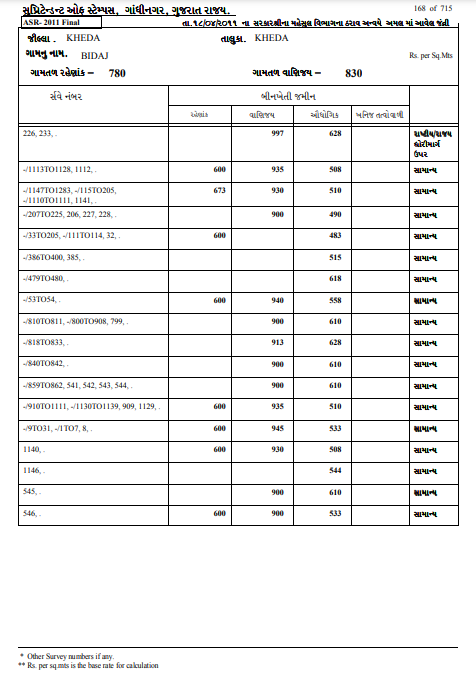 સુપ્રિટેન્ડન્ટ ઓફ સ્ટેમ્પસ, ગાંધીનગર, ગુજરાત રાજ્ય. 168 of 715
ASR- 2011 Final તા.૧૮/૦૪/૨૦૧૧ ના સરકારશ્રીના મહેસુલ વિભાગના ઠરાવ અન્વયે અમલ માં આવેલ જંત્રી
જીલ્લા . KHEDA તાલુકા. KHEDA
ગામનુ નામ. BIDAJ Rs. per Sq.Mts
ગામતળ રહેણાંક – 780 ગામતળ વાણિજય – 830
સર્વે નંબર બીનખેતી જમીન
રહેણાંક વાણિજય ઔધોગિક ખનિજ તત્વોવાળી
226, 233, . 997 628 રાષ્ટ્રીય/રાજય
ધોરીમાર્ગ
ઉપર
-/1113TO1128, 1112, . 600 935 508 સામાન્ય
-/1147TO1283, -/115TO205, 673 930 510 સામાન્ય
-/1110TO1111, 1141, .
-/207TO225, 206, 227, 228, . 900 490 સામાન્ય
-/33TO205, -/111TO114, 32, . 600 483 સામાન્ય
-/386TO400, 385, . 515 સામાન્ય
-/479TO480, . 618 સામાન્ય
-/53TO54, . 600 940 558 સામાન્ય
-/810TO811, -/800TO908, 799, . 900 610 સામાન્ય
-/818TO833, . 913 628 સામાન્ય
-/840TO842, . 900 610 સામાન્ય
-/859TO862, 541, 542, 543, 544, . 900 610 સામાન્ય
-/910TO1111, -/1130TO1139, 909, 1129, . 600 935 510 સામાન્ય
-/9TO31, -/1TO7, 8, . 600 945 533 સામાન્ય
1140, . 600 930 508 સામાન્ય
1146, . 544 સામાન્ય
545, . 900 610 સામાન્ય
546, . 600 900 533 સામાન્ય
* Other Survey numbers if any.
** Rs. per sq.mts is the base rate for calculation